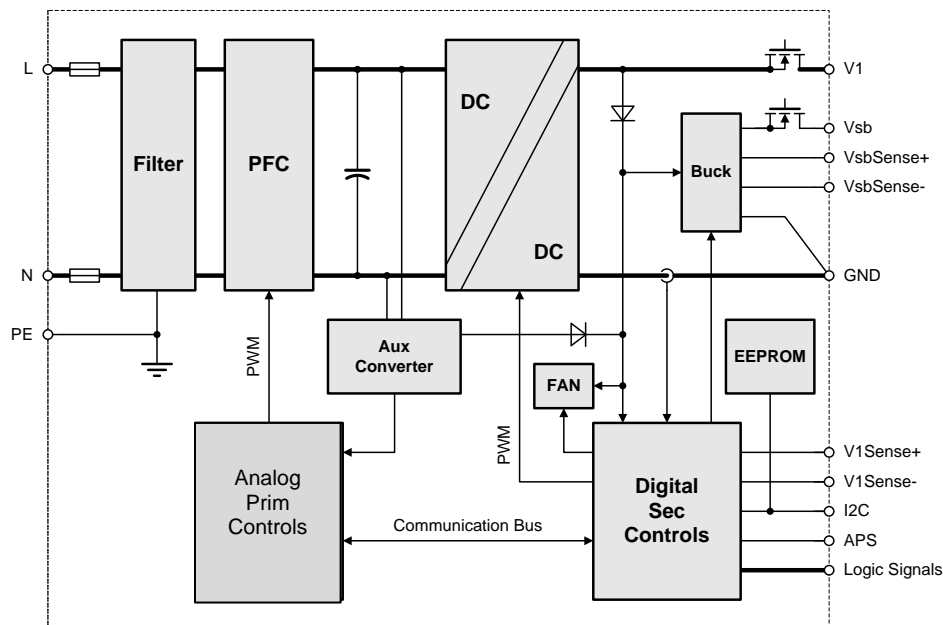 L
Filter
PFC
DC
DC
V1
Vsb
VsbSense+
VsbSense-
Buck
N
GND
PE
PWM
Aux
Converter
EEPROM
FAN
PWM
Analog
Prim
Controls
Communication Bus
Digital
Sec
Controls
V1Sense+
V1Sense-
I2C
APS
Logic Signals